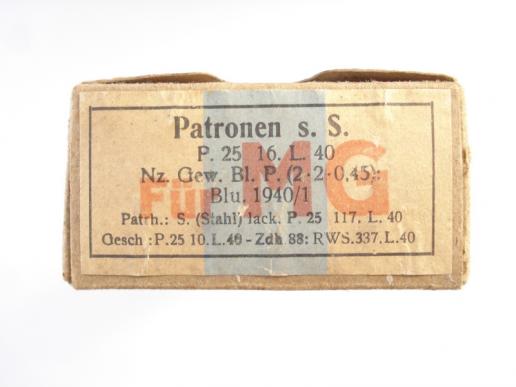 Patronen s. S.
P. 25 16. L. 40
Nz. Gew. Bl. P. (2·2·0,45):
Blu. 1940/1
Patrh.: S. (Stahl) Jack. P. 25 117. L. 40
Gesch.: P. 25 10. L. 40 - Zdh 88: RWS. 337. L. 40
Für MG